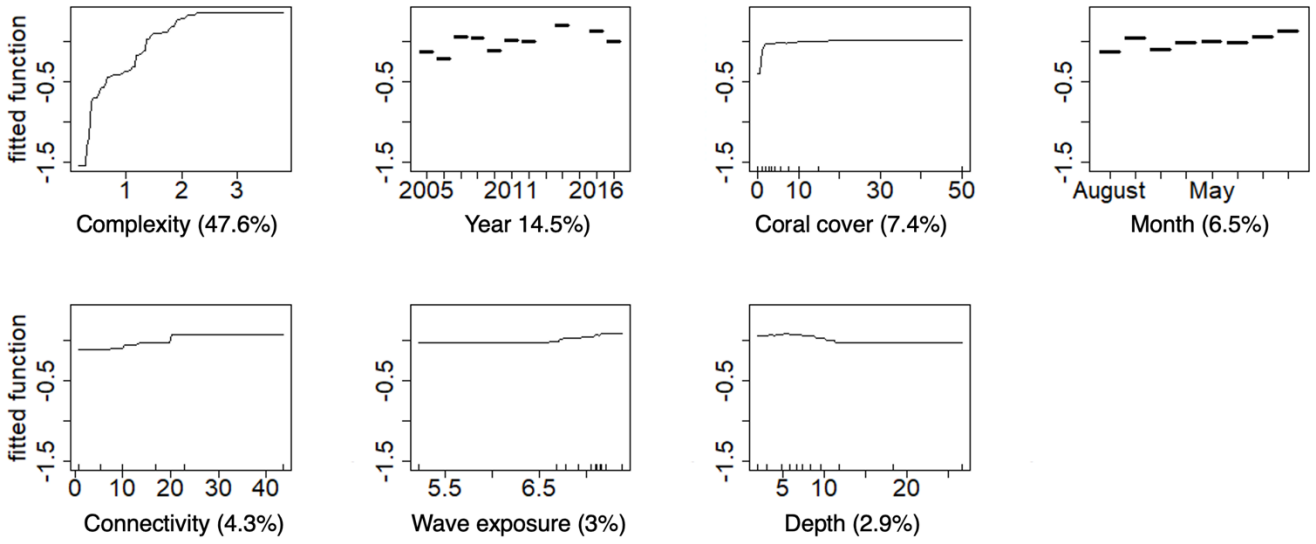 fitted function
-0.5
-1.5
1 2 3
Complexity (47.6%)
-0.5
-1.5
2005 2011 2016
Year 14.5%)
-0.5
-1.5
0 10 30 50
Coral cover (7.4%)
-0.5
-1.5
August May
Month (6.5%)
fitted function
-0.5
-1.5
0 10 20 30 40
Connectivity (4.3%)
-0.5
-1.5
5.5 6.5
Wave exposure (3%)
-0.5
-1.5
5 10 20
Depth (2.9%)